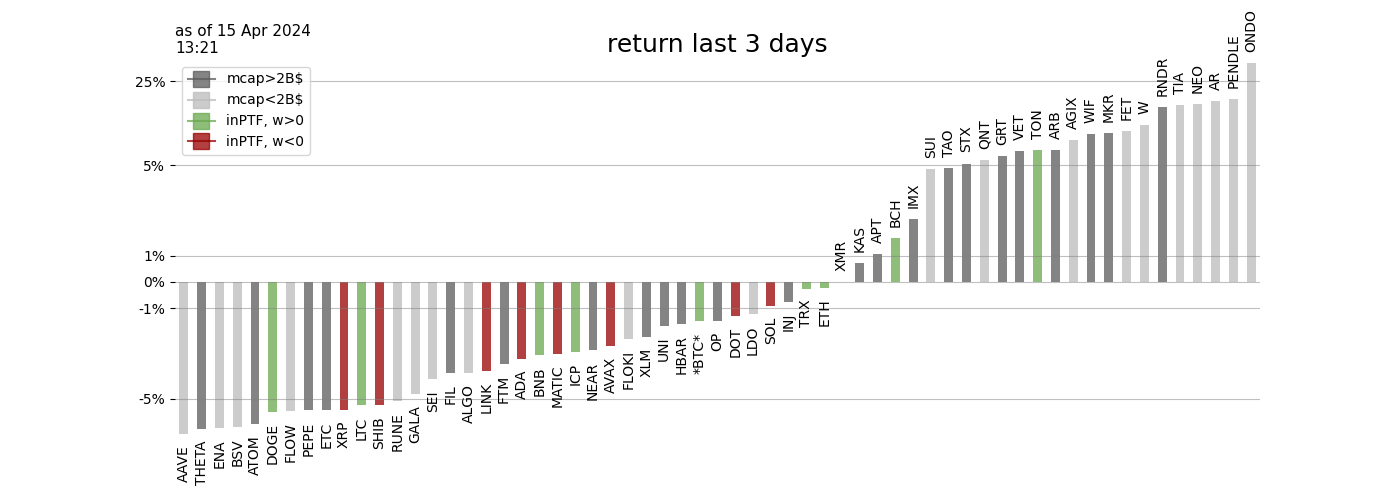 as of 15 Apr 2024
13:21
return last 3 days
mcap>2B$
mcap<2B$
inPTF, w>0
inPTF, w<0
25%
5%
1%
0%
-1%
-5%
AAVE
THETA
ENA
BSV
ATOM
DOGE
FLOW
PEPE
ETC
XRP
LTC
SHIB
RUNE
GALA
SEI
FIL
ALGO
LINK
FTM
ADA
BNB
MATIC
ICP
NEAR
AVAX
FLOKI
XLM
UNI
HBAR
*BTC*
OP
DOT
LDO
SOL
INJ
TRX
ETH
XMR
KAS
APT
BCH
IMX
SUI
TAO
STX
QNT
GRT
VET
TON
ARB
AGIX
WIF
MKR
FET
W
RNDR
TIA
NEO
AR
PENDLE
ONDO